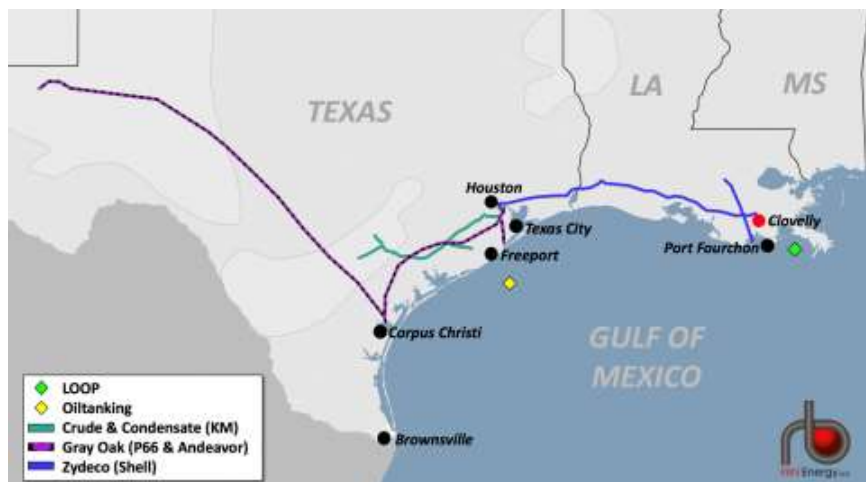 TEXAS
LA
MS
Houston
Texas City
Freeport
Clovelly
Port Fourchon
Corpus Christi
GULF OF
MEXICO
Brownsville
LOOP
Oiltanking
Crude & Condensate (KM)
Gray Oak (P66 & Andeavor)
Zydeco (Shell)
Energy